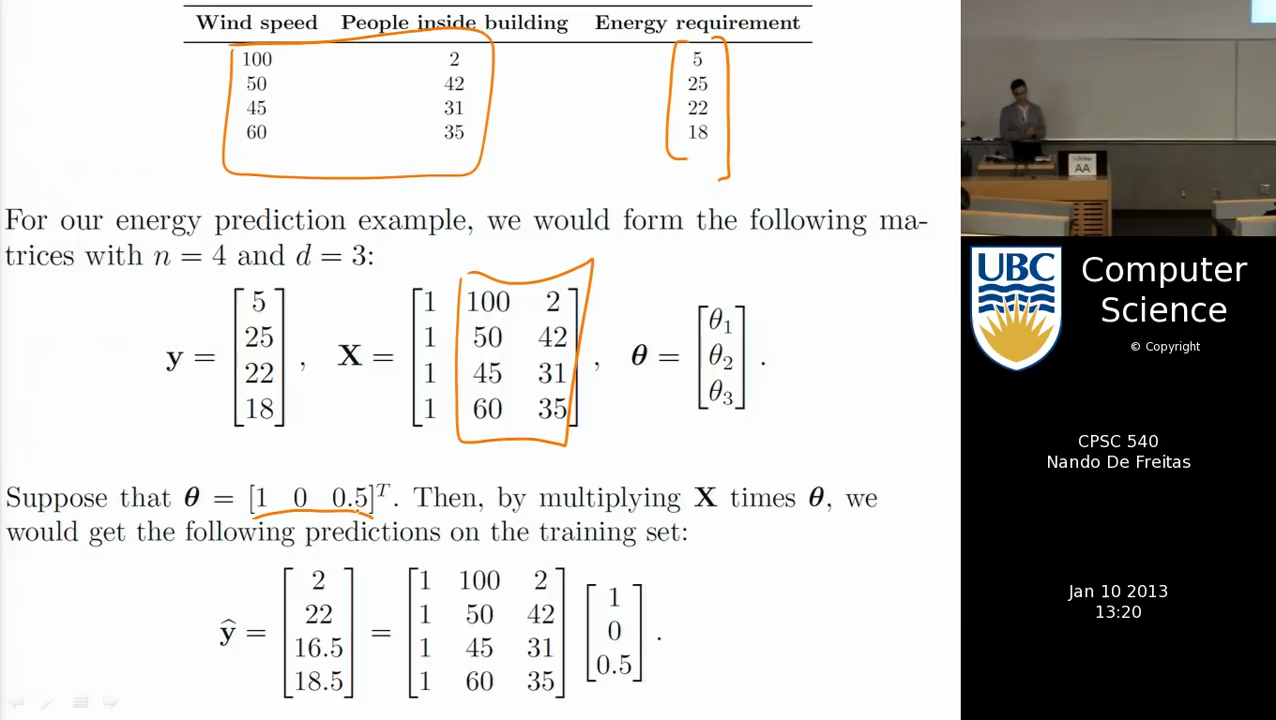 Wind speed People inside building Energy requirement
100 2 5
50 42 25
45 31 22
60 35 18
For our energy prediction example, we would form the following ma-
trices with n = 4 and d = 3:
y = [5 25 22 18], X = [1 100 2 1 50 42 1 45 31 1 60 35], θ = [θ1 θ2 θ3].
Suppose that θ = [1 0 0.5]^T. Then, by multiplying X times θ, we
would get the following predictions on the training set:
ŷ = [2 22 16.5 18.5] = [1 100 2 1 50 42 1 45 31 1 60 35] [1 0 0.5].
AA
UBC
Computer
Science
© Copyright
CPSC 540
Nando De Freitas
Jan 10 2013
13:20